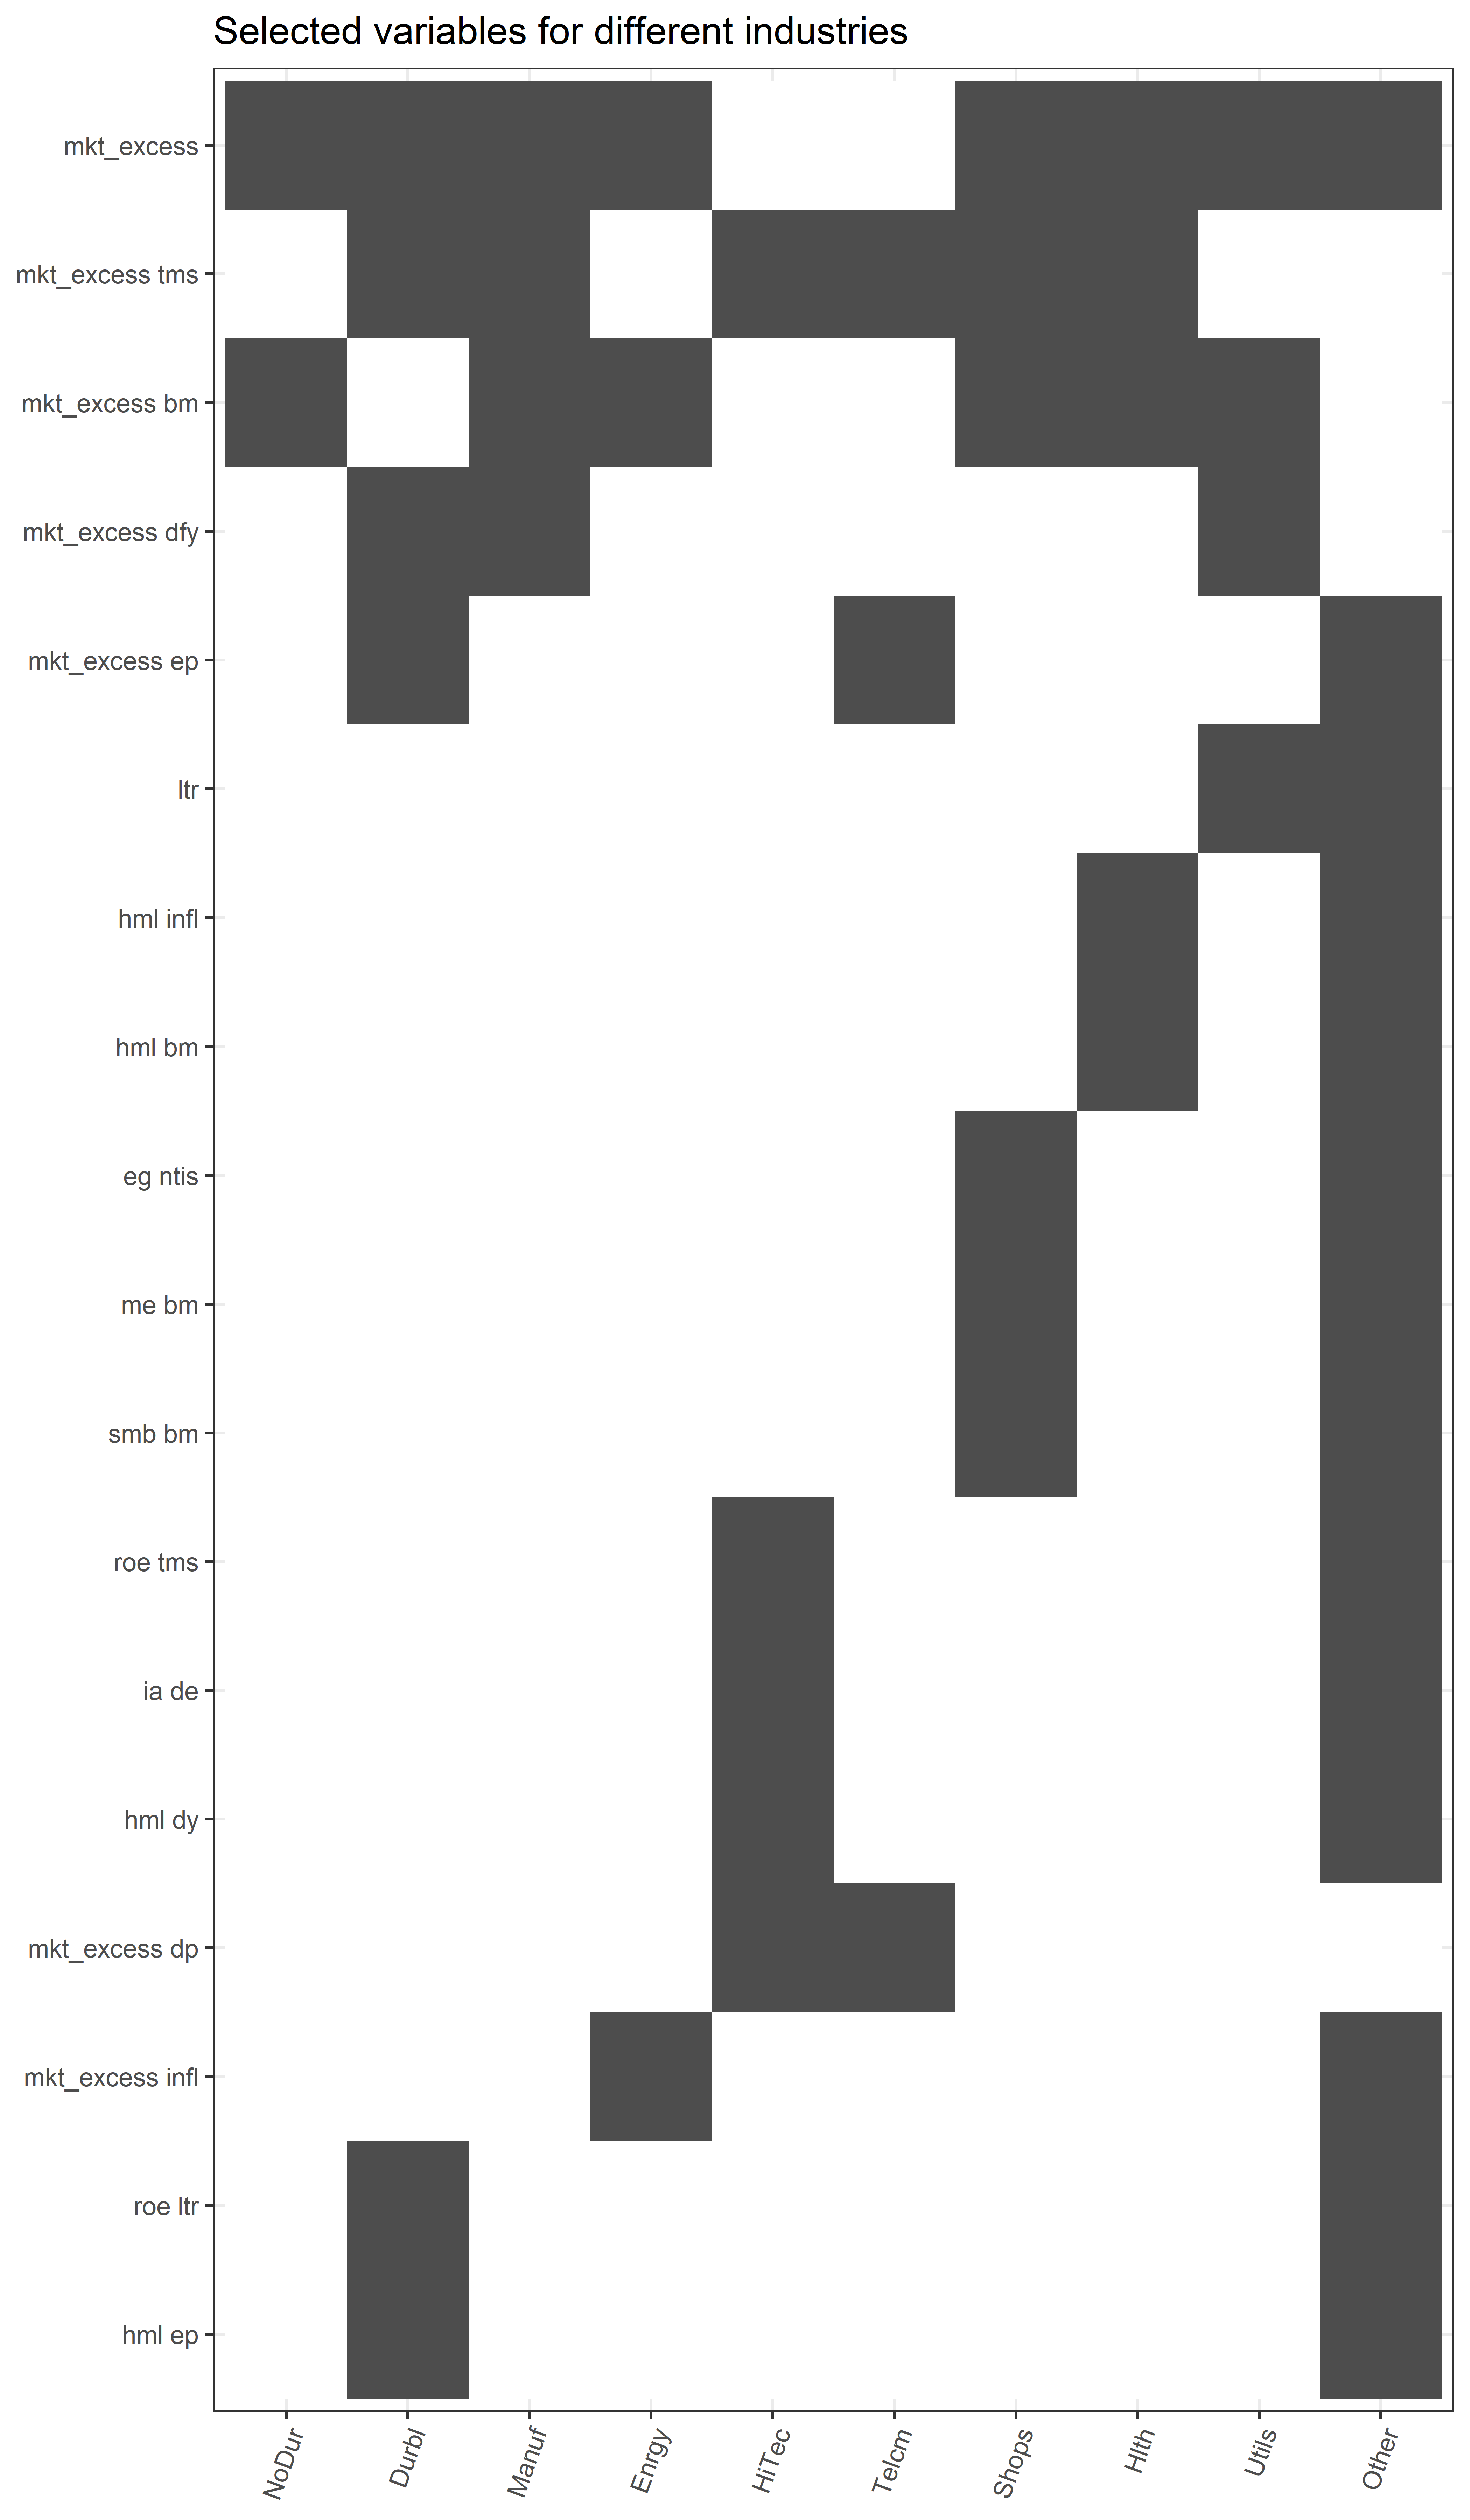 Selected variables for different industries
mkt_excess
mkt_excess tms
mkt_excess bm
mkt_excess dfy
mkt_excess ep
ltr
hml infl
hml bm
eg ntis
me bm
smb bm
roe tms
ia de
hml dy
mkt_excess dp
mkt_excess infl
roe ltr
hml ep
NoDur
Durbl
Manuf
Enrgy
HiTec
Telcm
Shops
Hlth
Utils
Other